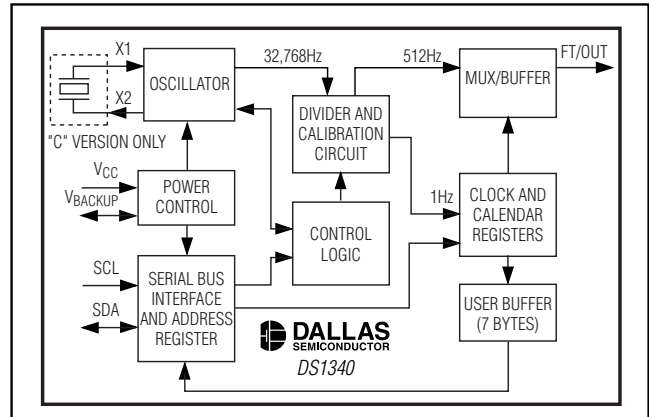 X1
32,768Hz
512Hz
FT/OUT
OSCILLATOR
MUX/BUFFER
X2
DIVIDER AND
CALIBRATION
CIRCUIT
"C" VERSION ONLY
VCC
VBACKUP
POWER
CONTROL
1Hz
CLOCK AND
CALENDAR
REGISTERS
CONTROL
LOGIC
SCL
SDA
SERIAL BUS
INTERFACE
AND ADDRESS
REGISTER
USER BUFFER
(7 BYTES)
DALLAS
SEMICONDUCTOR
DS1340